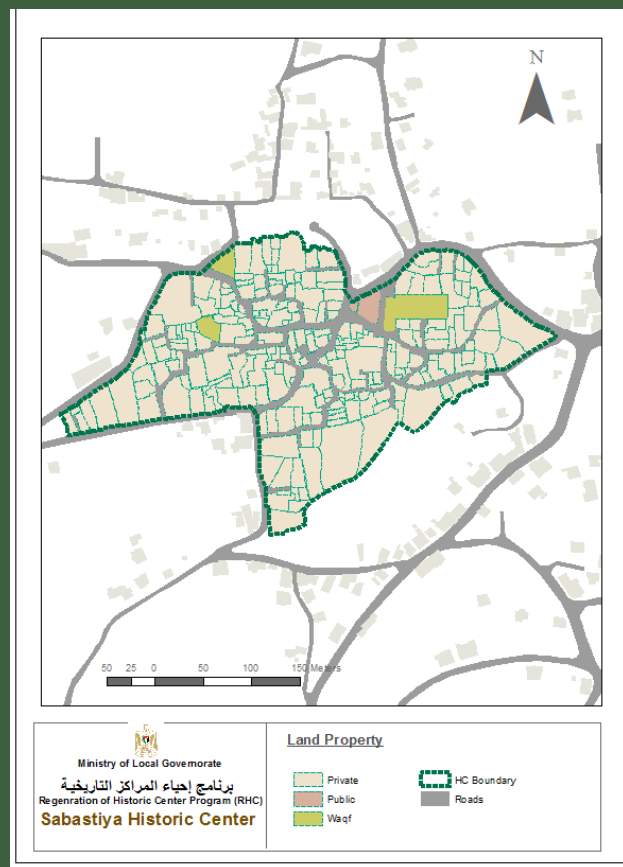 N
50 25 0 50 100 150 Meters
Ministry of Local Governorate
برنامج إحياء المراكز التاريخية
Regenration of Historic Center Program (RHC)
Sabastiya Historic Center
Land Property
Private
Public
Waqf
HC Boundary
Roads